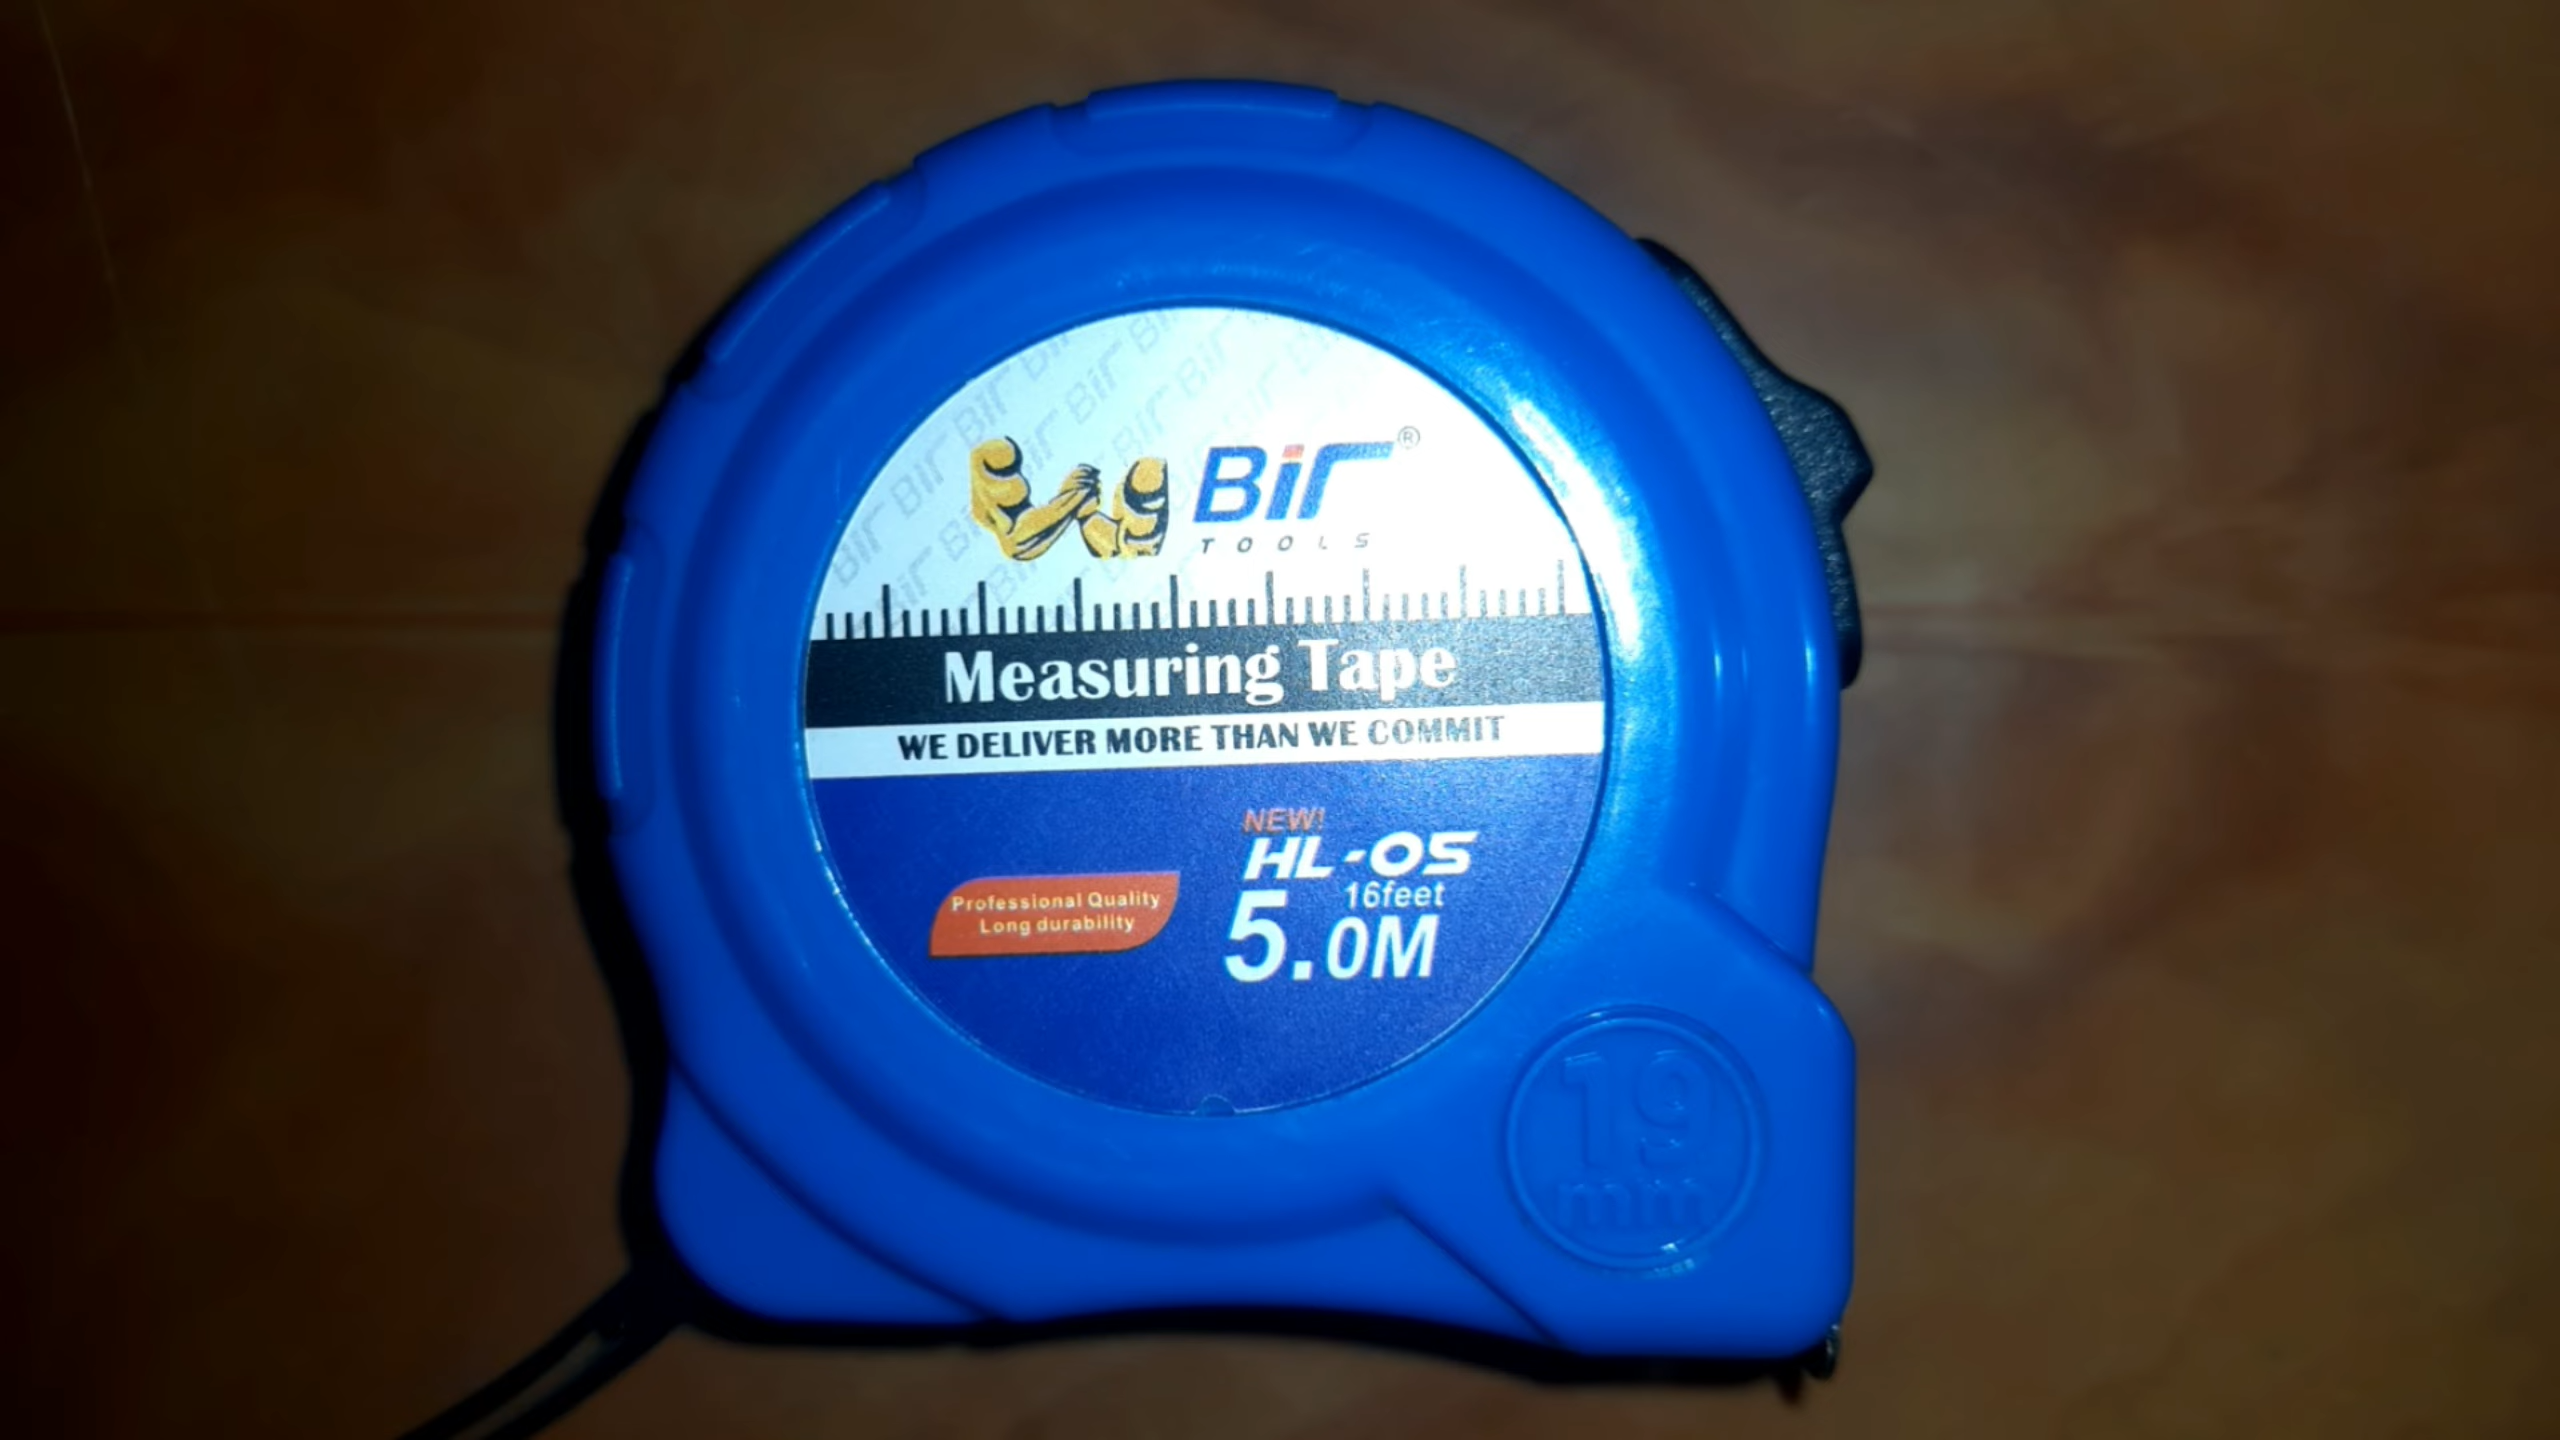 Bir®
TOOLS
Measuring Tape
WE DELIVER MORE THAN WE COMMIT
NEW!
HL-05
16feet
5.0M
Professional Quality
Long durability
19
mm